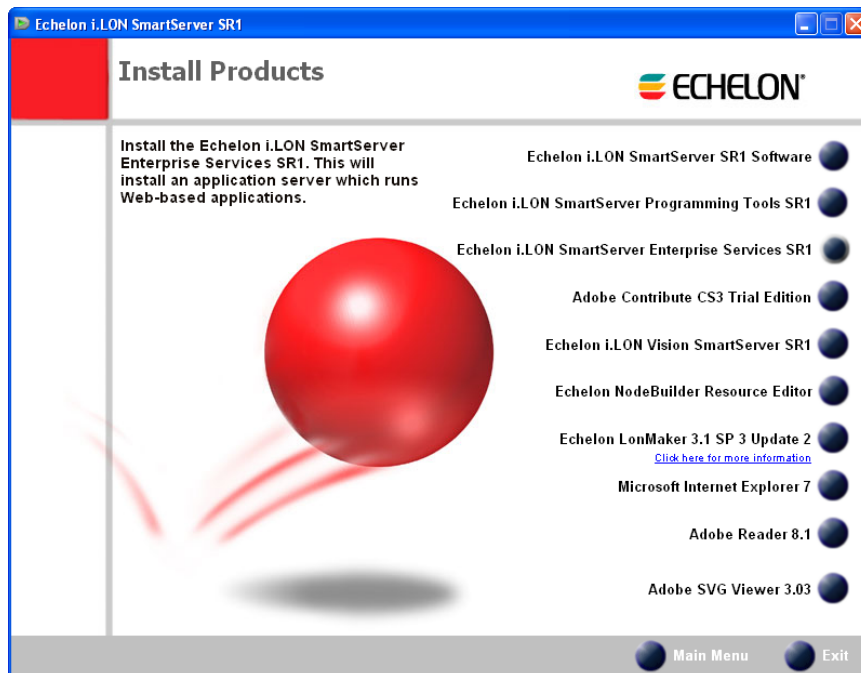 Echelon i.LON SmartServer SR1
Install Products
ECHELON®
Install the Echelon i.LON SmartServer
Enterprise Services SR1. This will
install an application server which runs
Web-based applications.
Echelon i.LON SmartServer SR1 Software
Echelon i.LON SmartServer Programming Tools SR1
Echelon i.LON SmartServer Enterprise Services SR1
Adobe Contribute CS3 Trial Edition
Echelon i.LON Vision SmartServer SR1
Echelon NodeBuilder Resource Editor
Echelon LonMaker 3.1 SP 3 Update 2
Click here for more information
Microsoft Internet Explorer 7
Adobe Reader 8.1
Adobe SVG Viewer 3.03
Main Menu
Exit